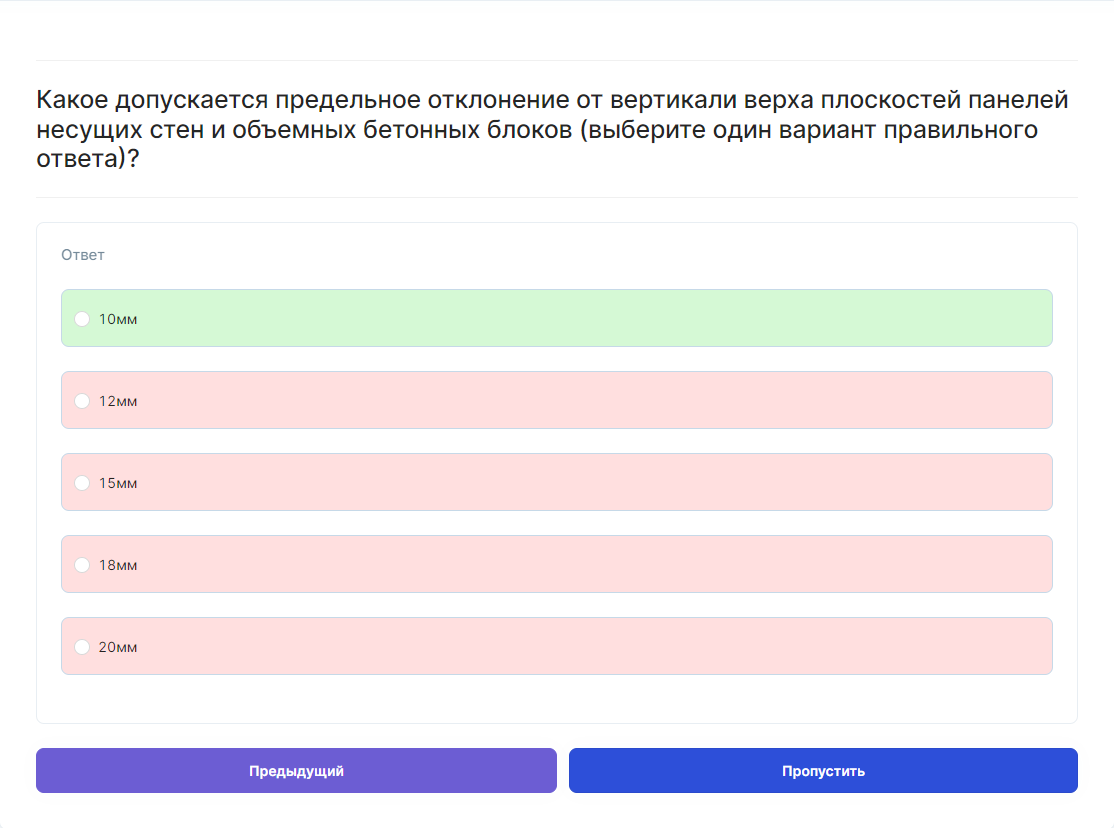 Какое допускается предельное отклонение от вертикали верха плоскостей панелей
несущих стен и объемных бетонных блоков (выберите один вариант правильного
ответа)?
Ответ
10мм
12мм
15мм
18мм
20мм
Предыдущий
Пропустить